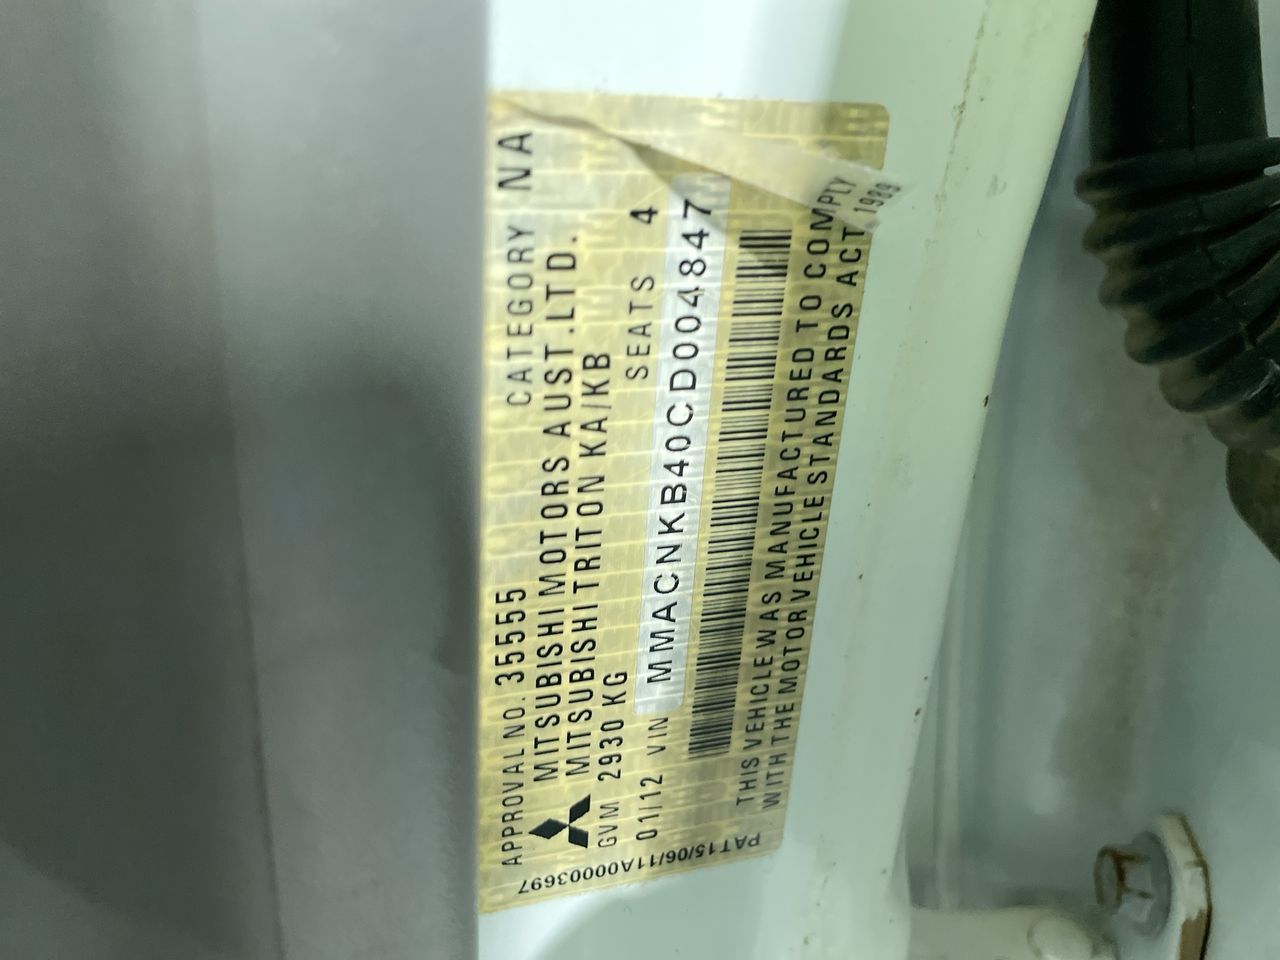 APPROVAL NO. 35555 CATEGORY NA
MITSUBISHI MOTORS AUST.LTD.
MITSUBISHI TRITON KA/KB
GVM 2930 KG SEATS 4
01/12 VIN MMACNKB40CD004847
THIS VEHICLE WAS MANUFACTURED TO COMPLY
WITH THE MOTOR VEHICLE STANDARDS ACT 1989
PAT15/06/11A00003697